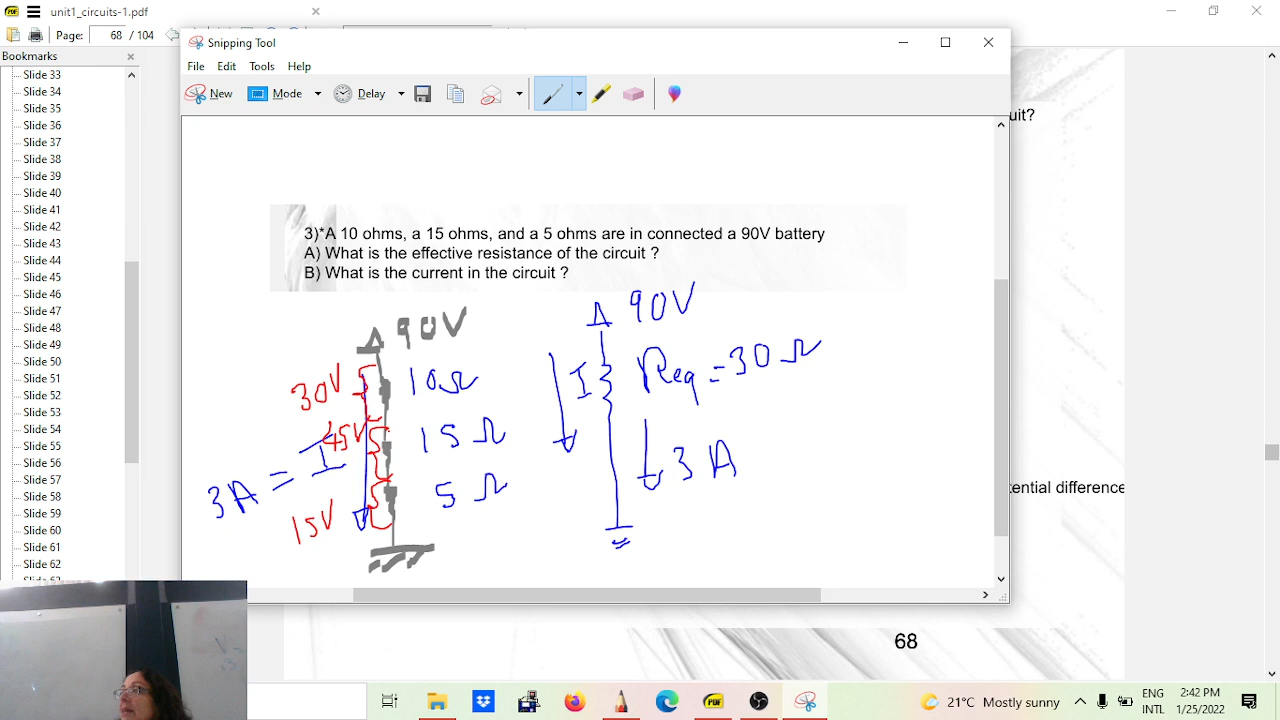 unit1_circuits-1.pdf
Page: 68 / 104
Bookmarks
Slide 33
Slide 34
Slide 35
Slide 36
Slide 37
Slide 38
Slide 39
Slide 40
Slide 41
Slide 42
Slide 43
Slide 44
Slide 45
Slide 46
Slide 47
Slide 48
Slide 49
Slide 50
Slide 51
Slide 52
Slide 53
Slide 54
Slide 55
Slide 56
Slide 57
Slide 58
Slide 59
Slide 60
Slide 61
Slide 62
Snipping Tool
File Edit Tools Help
New Mode Delay
uit?
3)*A 10 ohms, a 15 ohms, and a 5 ohms are in connected a 90V battery
A) What is the effective resistance of the circuit ?
B) What is the current in the circuit ?
90V
30V 10Ω
45V 15Ω
3A = I
15V 5Ω
90V
I Req = 30Ω
3A
tential difference
68
21°C Mostly sunny
ENG
INTL
2:42 PM
1/25/2022